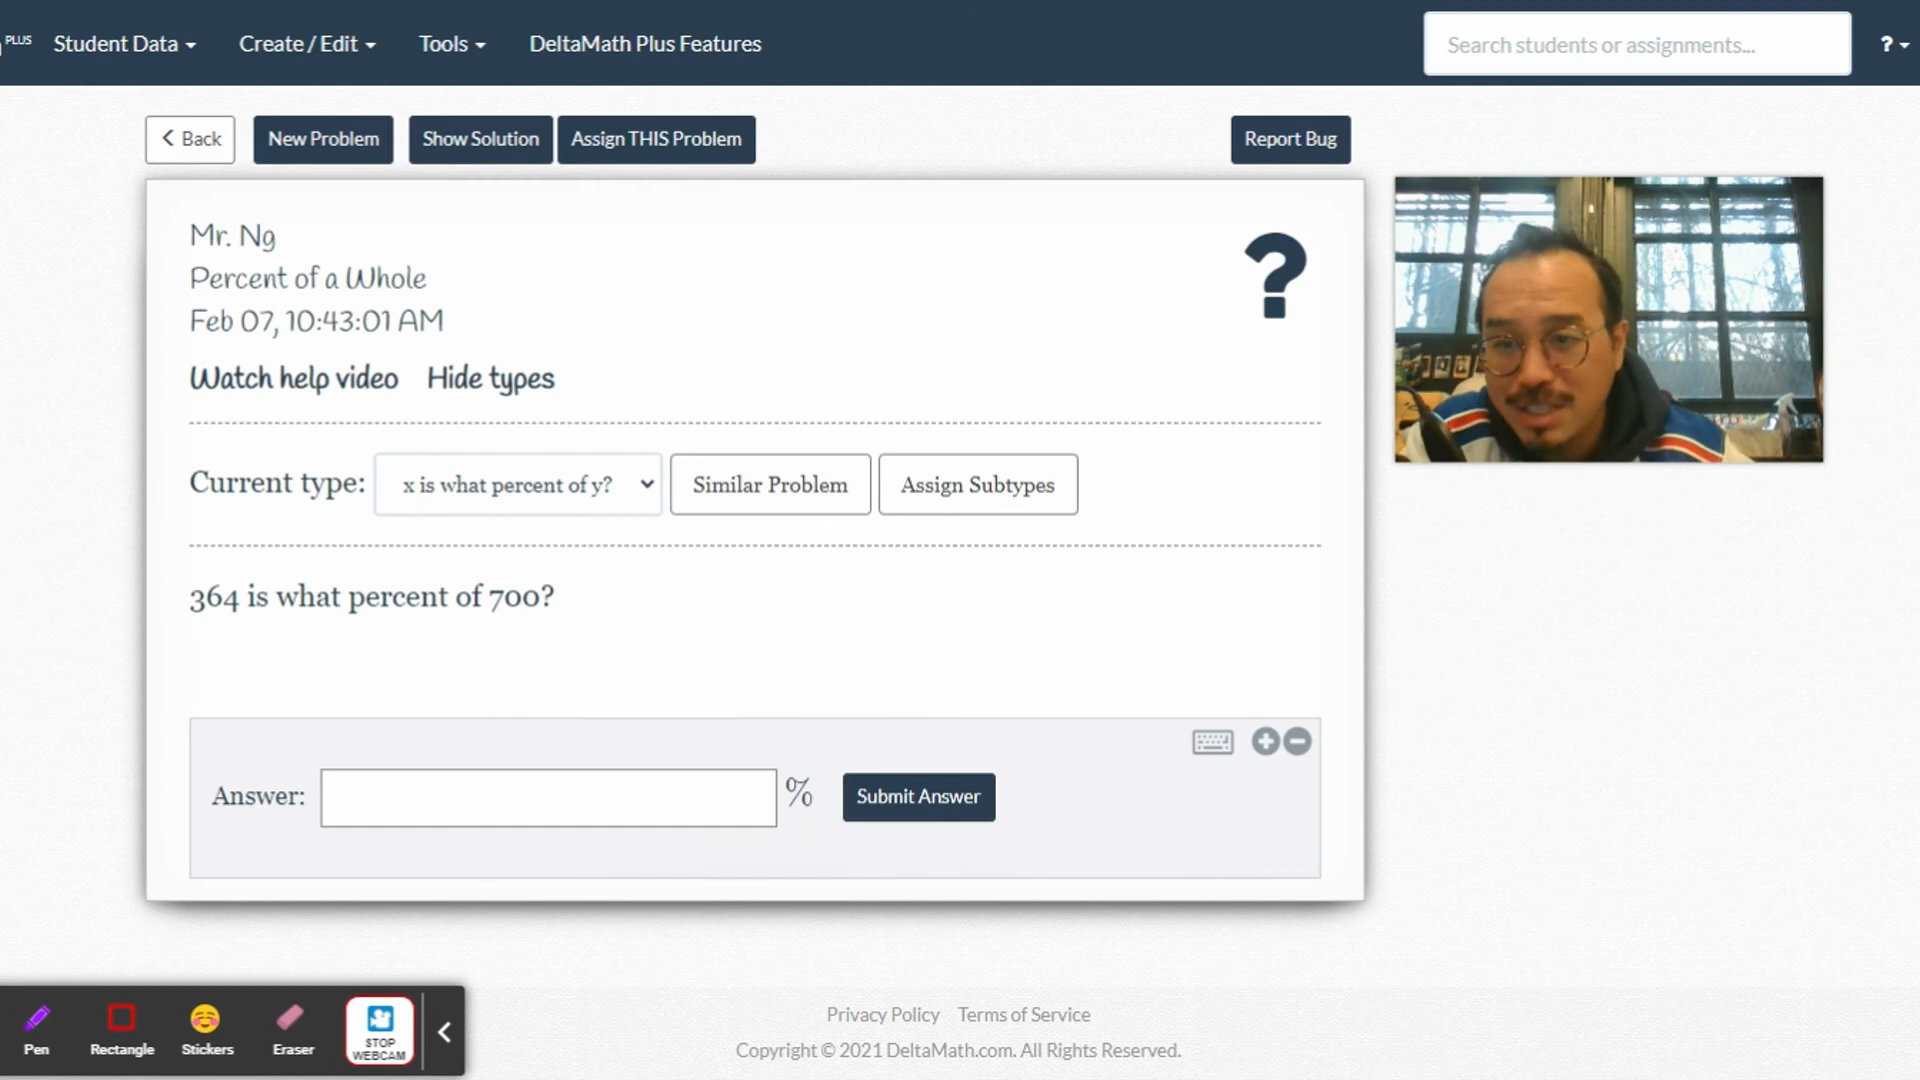 PLUS Student Data Create / Edit Tools DeltaMath Plus Features Search students or assignments... ?
Back New Problem Show Solution Assign THIS Problem Report Bug
Mr. Ng
Percent of a Whole
Feb 07, 10:43:01 AM
?
Watch help video Hide types
Current type: x is what percent of y? Similar Problem Assign Subtypes
364 is what percent of 700?
Answer: % Submit Answer
Pen Rectangle Stickers Eraser STOP WEBCAM
Privacy Policy Terms of Service
Copyright © 2021 DeltaMath.com. All Rights Reserved.